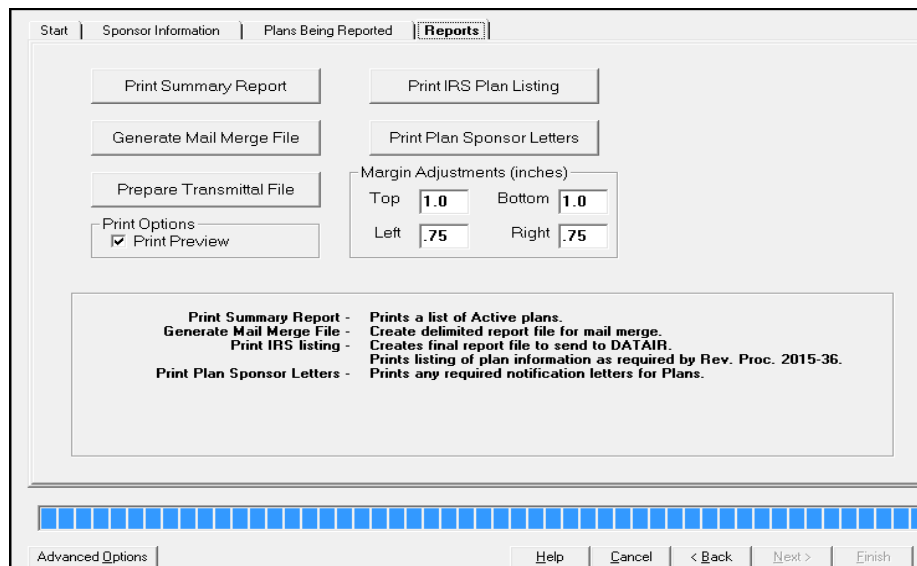 Start Sponsor Information Plans Being Reported Reports
Print Summary Report Print IRS Plan Listing
Generate Mail Merge File Print Plan Sponsor Letters
Prepare Transmittal File
Margin Adjustments (inches)
Top 1.0 Bottom 1.0
Left .75 Right .75
Print Options
Print Preview
Print Summary Report - Prints a list of Active plans.
Generate Mail Merge File - Create delimited report file for mail merge.
Print IRS listing - Creates final report file to send to DATAIR.
Prints listing of plan information as required by Rev. Proc. 2015-36.
Print Plan Sponsor Letters - Prints any required notification letters for Plans.
Advanced Options Help Cancel < Back Next > Finish